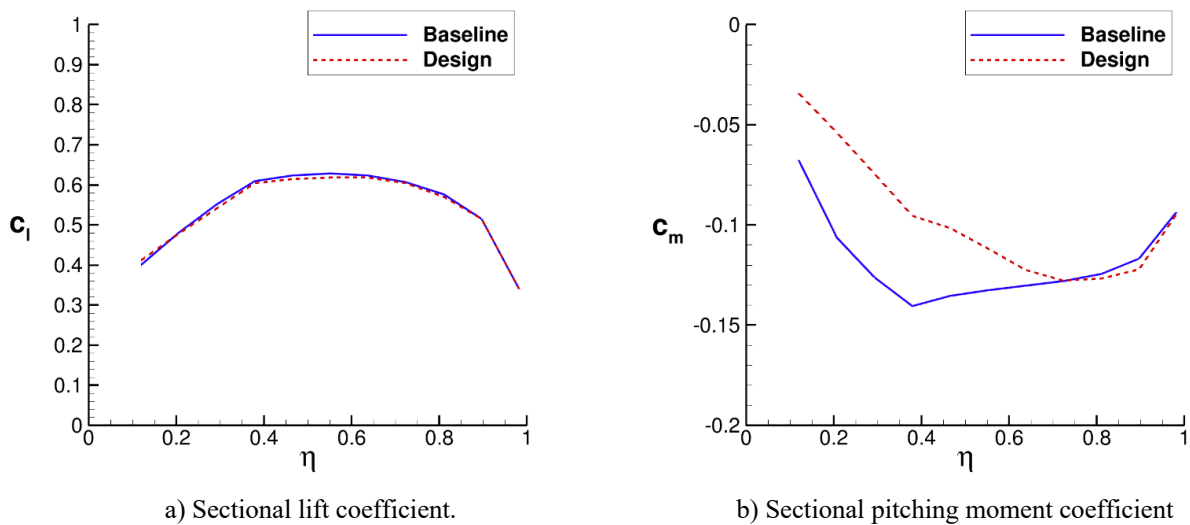 1
0.9
0.8
0.7
0.6
0.5
0.4
0.3
0.2
0.1
0
cl
0 0.2 0.4 0.6 0.8 1
η
Baseline
Design
a) Sectional lift coefficient.
0
-0.05
-0.1
-0.15
-0.2
cm
0 0.2 0.4 0.6 0.8 1
η
Baseline
Design
b) Sectional pitching moment coefficient